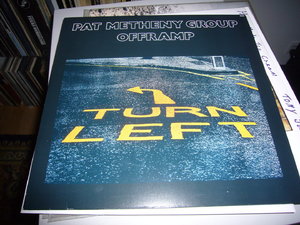 PAT METHENY GROUP
OFFRAMP
TURN
LEFT